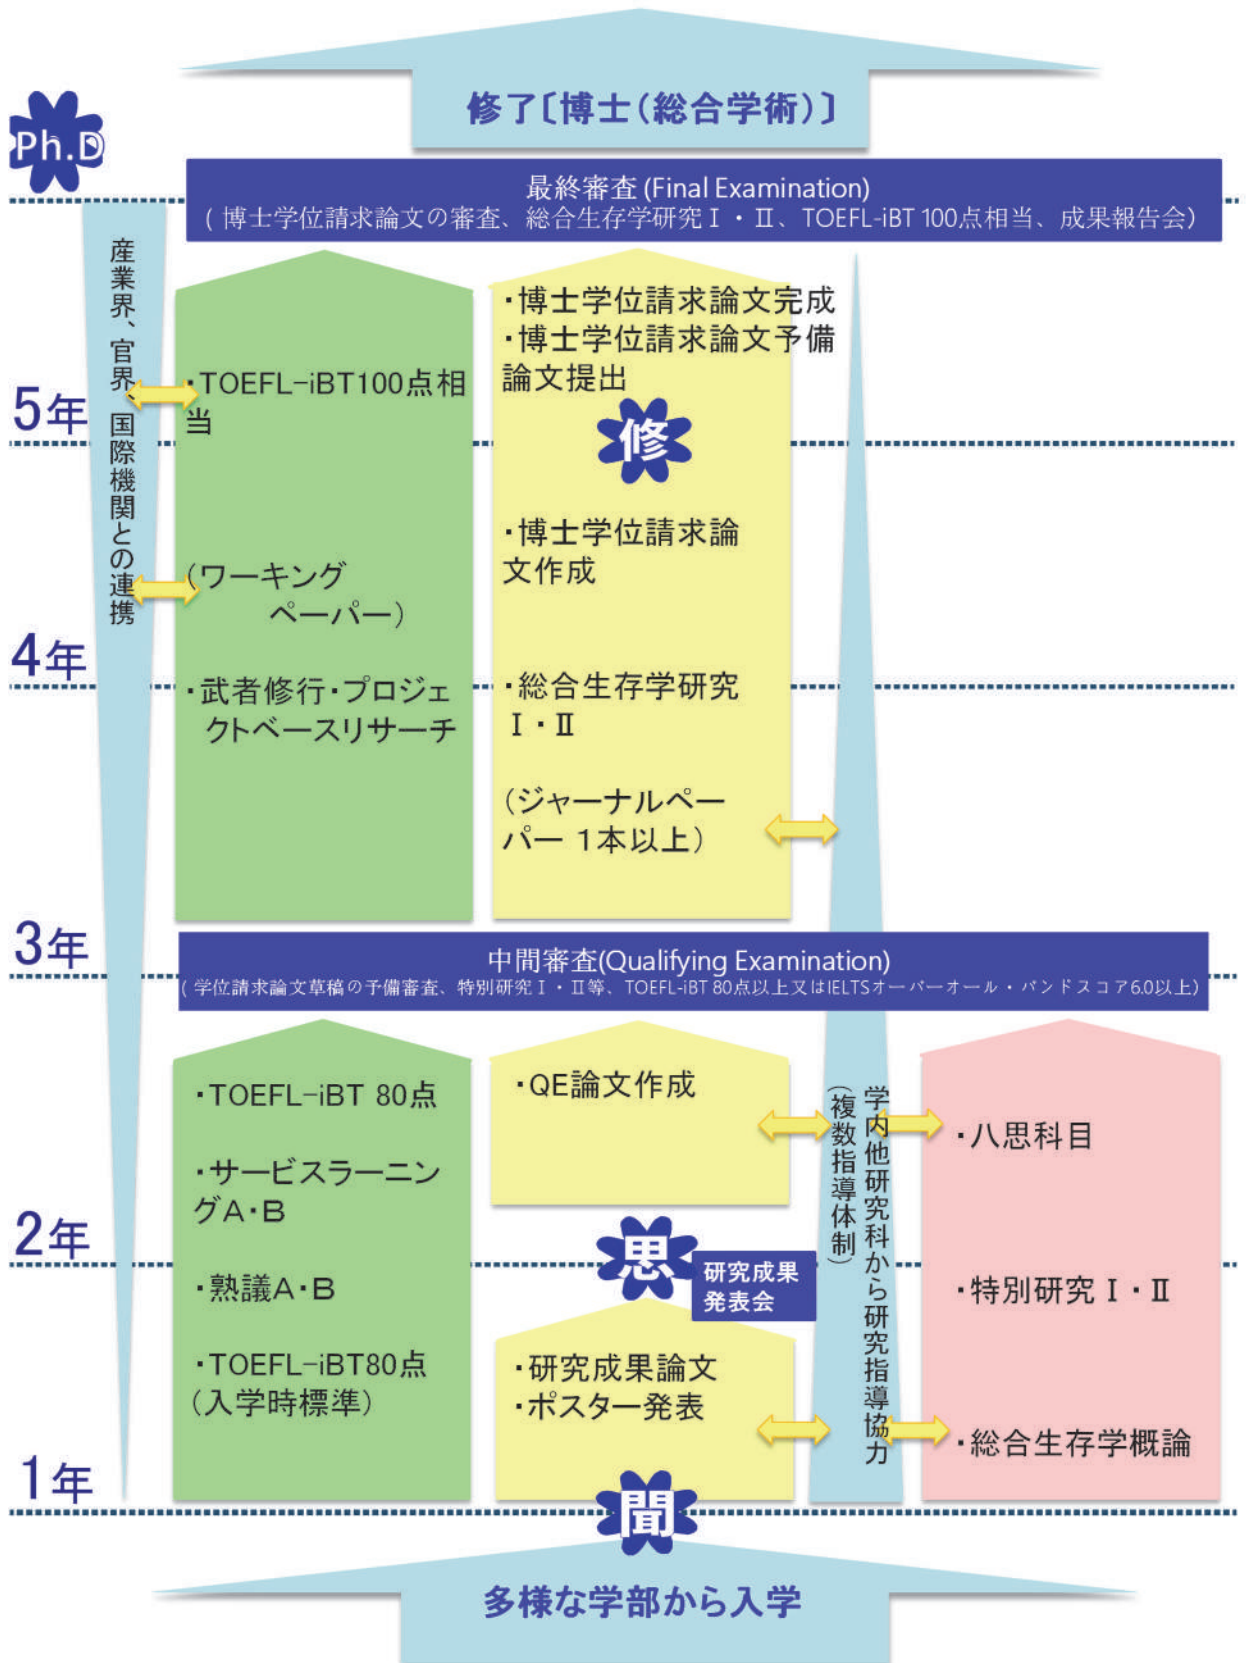 修了〔博士(総合学術)〕
Ph.D
最終審査 (Final Examination)
( 博士学位請求論文の審査、総合生存学研究Ⅰ・Ⅱ、TOEFL-iBT 100点相当、成果報告会)
産業界、官界、国際機関との連携
・TOEFL-iBT100点相
当
(ワーキング
ペーパー)
・武者修行・プロジェ
クトベースリサーチ
・博士学位請求論文完成
・博士学位請求論文予備
論文提出
修
・博士学位請求論
文作成
・総合生存学研究
Ⅰ・Ⅱ
(ジャーナルペー
パー 1本以上)
5年
4年
3年
中間審査(Qualifying Examination)
( 学位請求論文草稿の予備審査、特別研究Ⅰ・Ⅱ等、TOEFL-iBT 80点以上又はIELTSオーバーオール・バンドスコア6.0以上)
・TOEFL-iBT 80点
・サービスラーニン
グA・B
・熟議A・B
・TOEFL-iBT80点
(入学時標準)
・QE論文作成
思
研究成果
発表会
・研究成果論文
・ポスター発表
聞
学内他研究科から研究指導協力
(複数指導体制)
・八思科目
・特別研究Ⅰ・Ⅱ
・総合生存学概論
2年
1年
多様な学部から入学